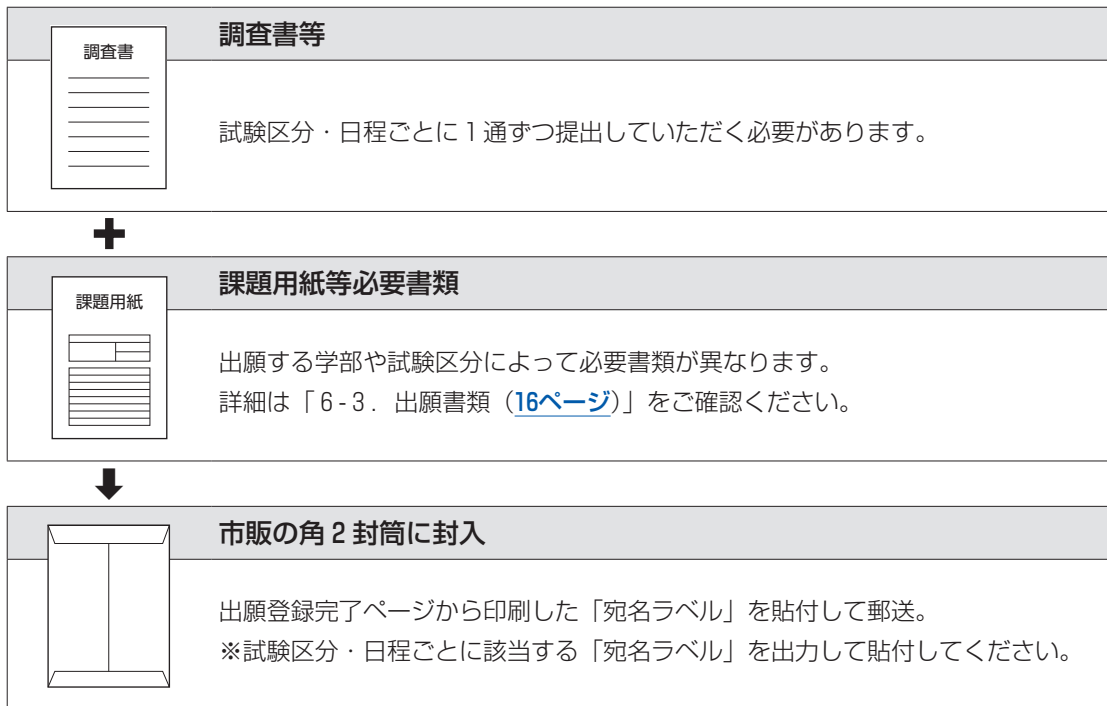 調査書等
調査書
試験区分・日程ごとに1通ずつ提出していただく必要があります。
課題用紙等必要書類
課題用紙
出願する学部や試験区分によって必要書類が異なります。
詳細は「6-3．出願書類（16ページ）」をご確認ください。
市販の角2封筒に封入
出願登録完了ページから印刷した「宛名ラベル」を貼付して郵送。
※試験区分・日程ごとに該当する「宛名ラベル」を出力して貼付してください。